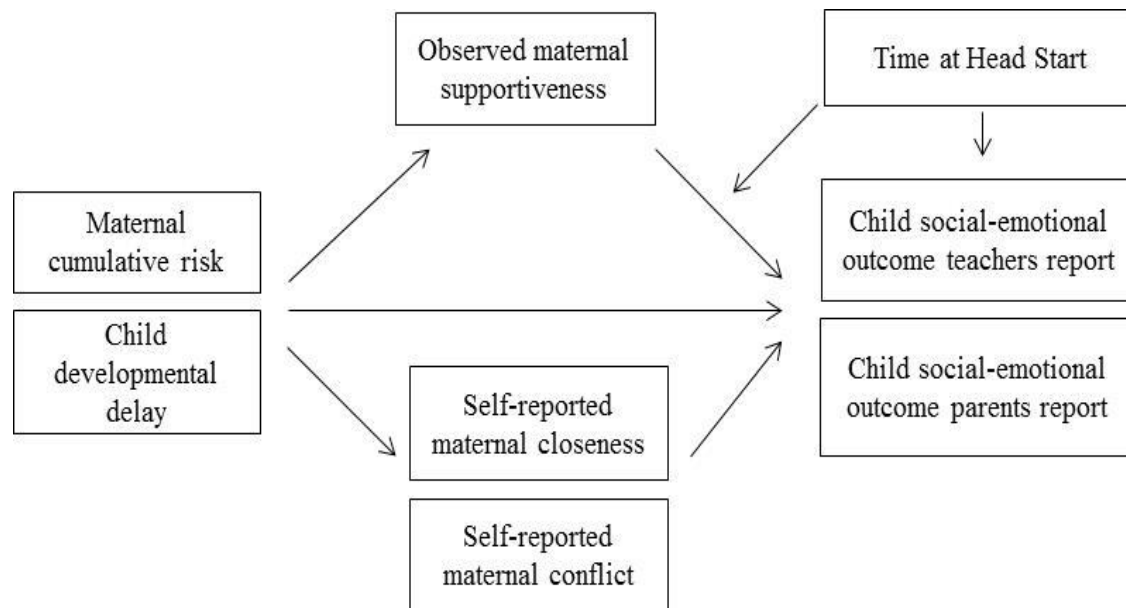 Observed maternal
supportiveness
Time at Head Start
Maternal
cumulative risk
Child
developmental
delay
Child social-emotional
outcome teachers report
Child social-emotional
outcome parents report
Self-reported
maternal closeness
Self-reported
maternal conflict